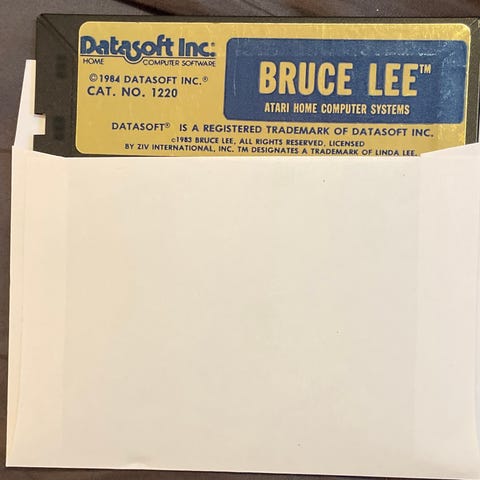 Datasoft Inc.®
HOME COMPUTER SOFTWARE
© 1984 DATASOFT INC.®
CAT. NO. 1220
BRUCE LEE™
ATARI HOME COMPUTER SYSTEMS
DATASOFT® IS A REGISTERED TRADEMARK OF DATASOFT INC.
©1983 BRUCE LEE, ALL RIGHTS RESERVED, LICENSED
BY ZIV INTERNATIONAL, INC. TM DESIGNATES A TRADEMARK OF LINDA LEE.